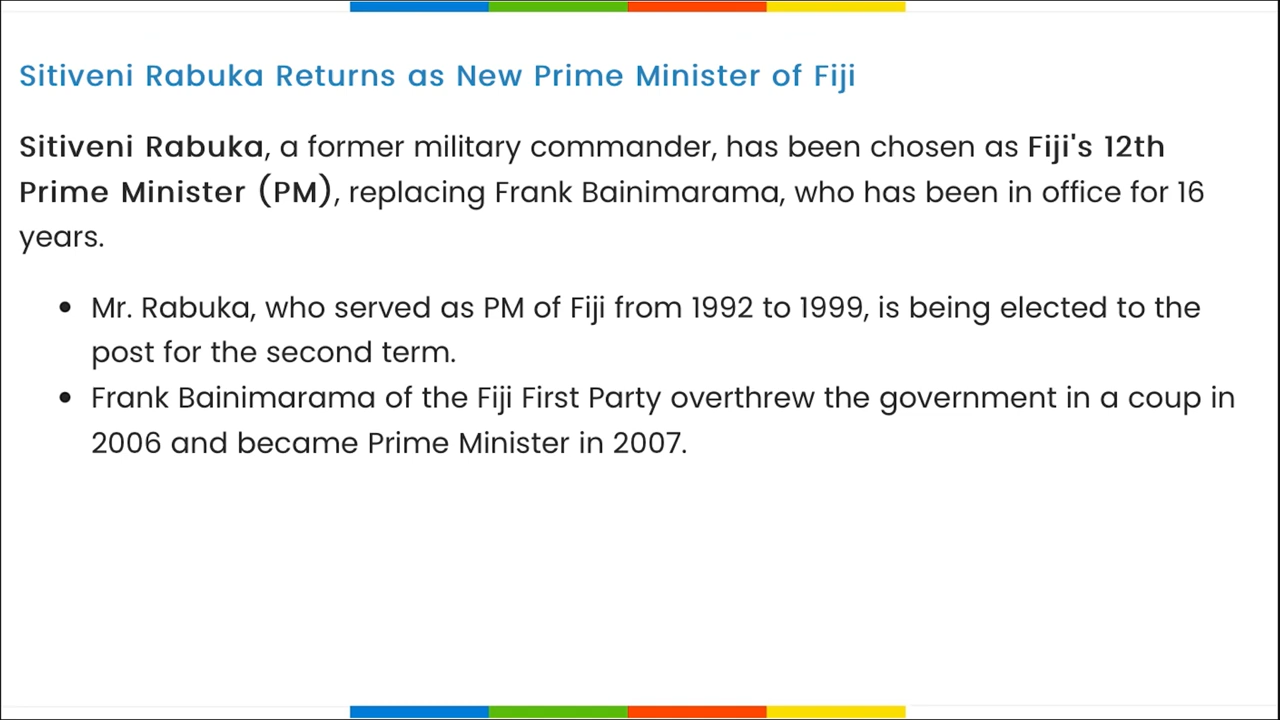 Sitiveni Rabuka Returns as New Prime Minister of Fiji
Sitiveni Rabuka, a former military commander, has been chosen as Fiji's 12th
Prime Minister (PM), replacing Frank Bainimarama, who has been in office for 16
years.
• Mr. Rabuka, who served as PM of Fiji from 1992 to 1999, is being elected to the
post for the second term.
• Frank Bainimarama of the Fiji First Party overthrew the government in a coup in
2006 and became Prime Minister in 2007.